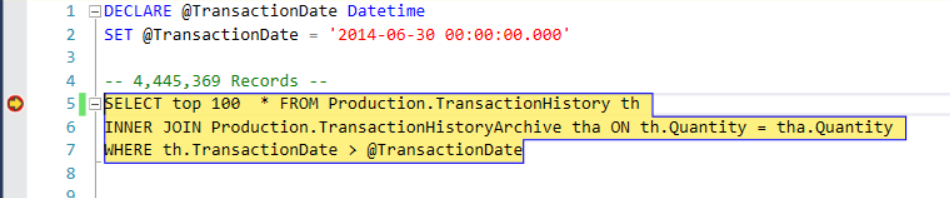 1 DECLARE @TransactionDate Datetime
2 SET @TransactionDate = '2014-06-30 00:00:00.000'
3
4 -- 4,445,369 Records --
5 SELECT top 100  * FROM Production.TransactionHistory th
6 INNER JOIN Production.TransactionHistoryArchive tha ON th.Quantity = tha.Quantity
7 WHERE th.TransactionDate > @TransactionDate
8
9